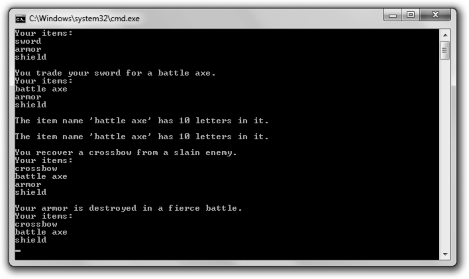 C:\Windows\system32\cmd.exe
Your items:
sword
armor
shield
You trade your sword for a battle axe.
Your items:
battle axe
armor
shield
The item name 'battle axe' has 10 letters in it.
The item name 'battle axe' has 10 letters in it.
You recover a crossbow from a slain enemy.
Your items:
crossbow
battle axe
armor
shield
Your armor is destroyed in a fierce battle.
Your items:
crossbow
battle axe
shield